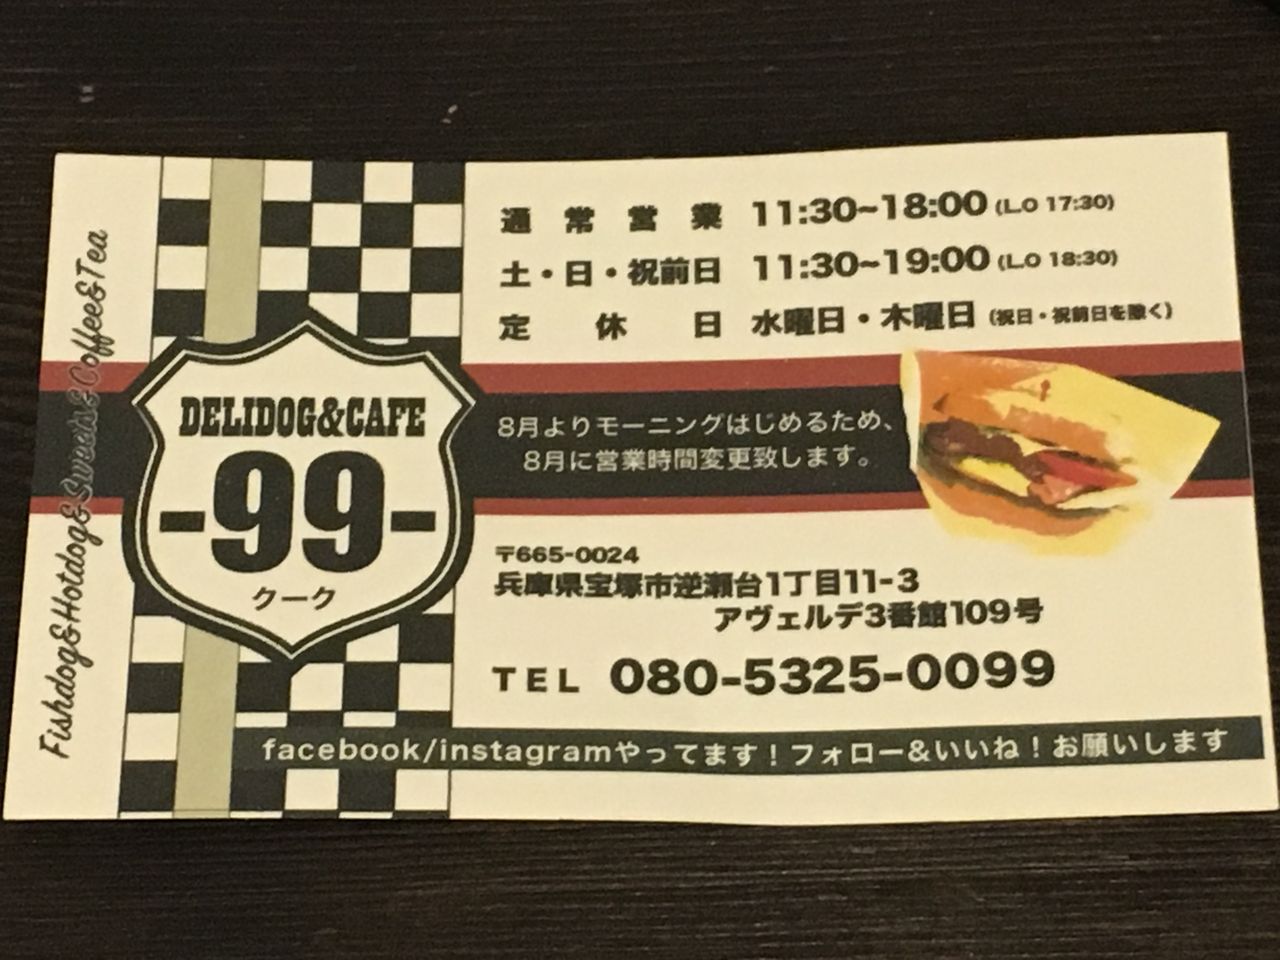 Fishdog&Hotdog&Sweets&Coffee&Tea
DELIDOG&CAFE
-99-
クーク
通常営業 11:30~18:00 (L.O 17:30)
土・日・祝前日 11:30~19:00 (L.O 18:30)
定休日 水曜日・木曜日 (祝日・祝前日を除く)
8月よりモーニングはじめるため、
8月に営業時間変更致します。
〒665-0024
兵庫県宝塚市逆瀬台1丁目11-3
アヴェルデ3番館109号
TEL 080-5325-0099
facebook/instagramやってます!フォロー&いいね!お願いします